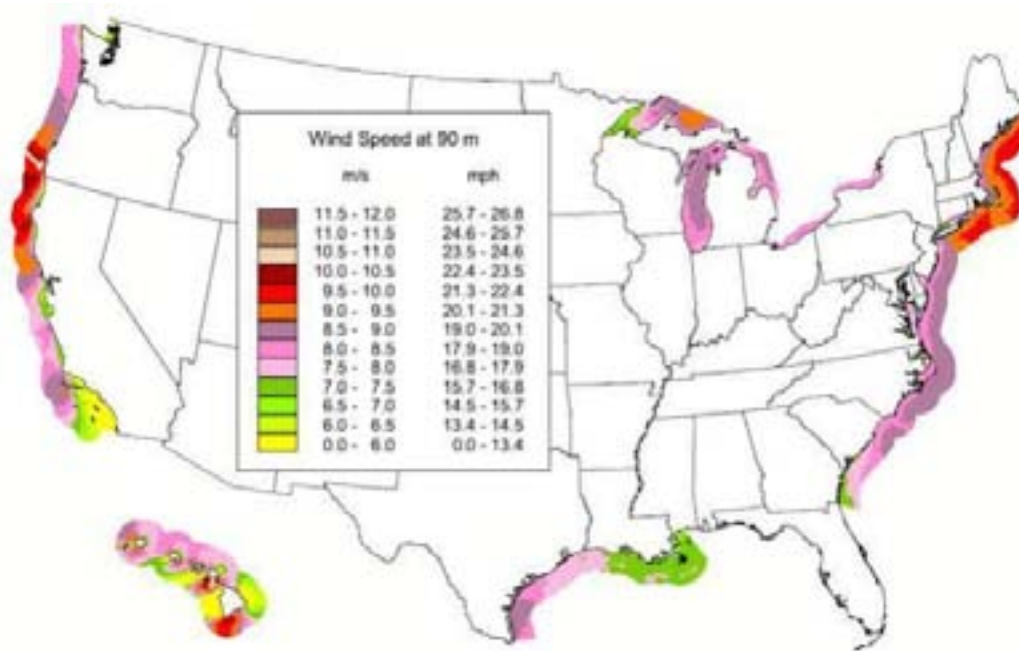 Wind Speed at 90 m
m/s mph
11.5 - 12.0 25.7 - 26.8
11.0 - 11.5 24.6 - 25.7
10.5 - 11.0 23.5 - 24.6
10.0 - 10.5 22.4 - 23.5
9.5 - 10.0 21.3 - 22.4
9.0 - 9.5 20.1 - 21.3
8.5 - 9.0 19.0 - 20.1
8.0 - 8.5 17.9 - 19.0
7.5 - 8.0 16.8 - 17.9
7.0 - 7.5 15.7 - 16.8
6.5 - 7.0 14.5 - 15.7
6.0 - 6.5 13.4 - 14.5
0.0 - 6.0 0.0 - 13.4